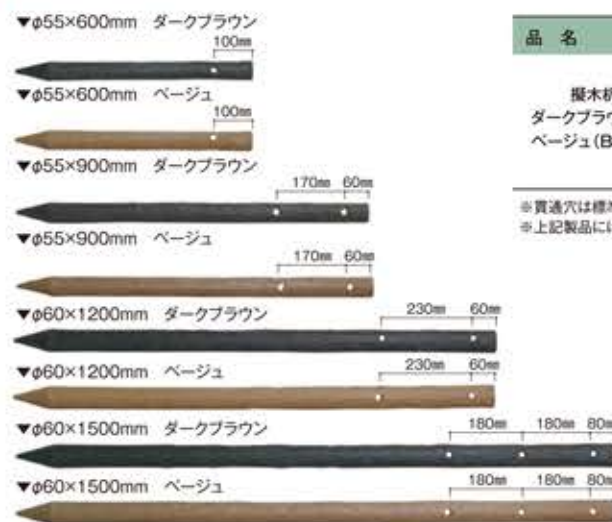 ▼φ55×600mm ダークブラウン
100㎜
▼φ55×600mm ベージュ
100㎜
▼φ55×900mm ダークブラウン
170㎜ 60㎜
▼φ55×900mm ベージュ
170㎜ 60㎜
▼φ60×1200mm ダークブラウン
230㎜ 60㎜
▼φ60×1200mm ベージュ
230㎜ 60㎜
▼φ60×1500mm ダークブラウン
180㎜ 180㎜ 80㎜
▼φ60×1500mm ベージュ
180㎜ 180㎜ 80㎜
品 名
擬木杭
ダークブラウ
ベージュ(B
※貫通穴は標準
※上記製品には